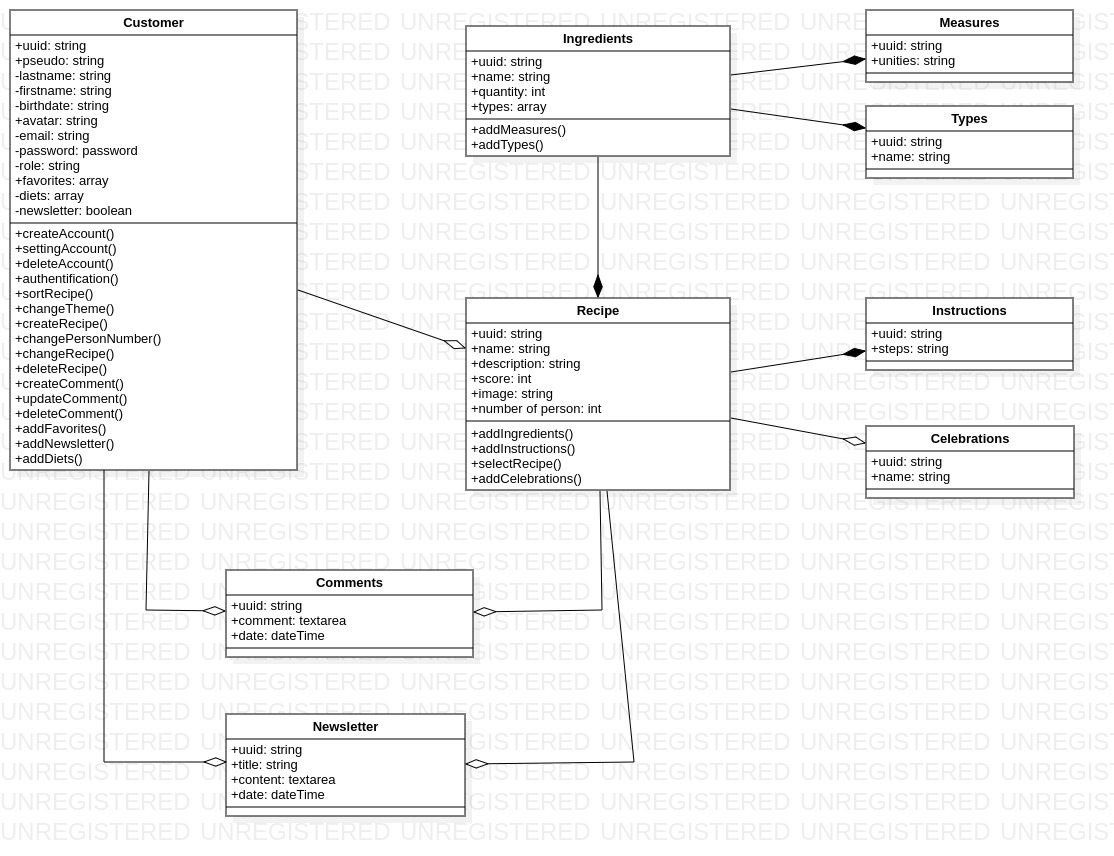 Customer
+uuid: string
+pseudo: string
-lastname: string
-firstname: string
-birthdate: string
+avatar: string
-email: string
-password: password
-role: string
+favorites: array
-diets: array
-newsletter: boolean
+createAccount()
+settingAccount()
+deleteAccount()
+authentification()
+sortRecipe()
+changeTheme()
+createRecipe()
+changePersonNumber()
+changeRecipe()
+deleteRecipe()
+createComment()
+updateComment()
+deleteComment()
+addFavorites()
+addNewsletter()
+addDiets()
Ingredients
+uuid: string
+name: string
+quantity: int
+types: array
+addMeasures()
+addTypes()
Measures
+uuid: string
+unities: string
Types
+uuid: string
+name: string
Recipe
+uuid: string
+name: string
+description: string
+score: int
+image: string
+number of person: int
+addIngredients()
+addInstructions()
+selectRecipe()
+addCelebrations()
Instructions
+uuid: string
+steps: string
Celebrations
+uuid: string
+name: string
Comments
+uuid: string
+comment: textarea
+date: dateTime
Newsletter
+uuid: string
+title: string
+content: textarea
+date: dateTime
UNREGISTERED